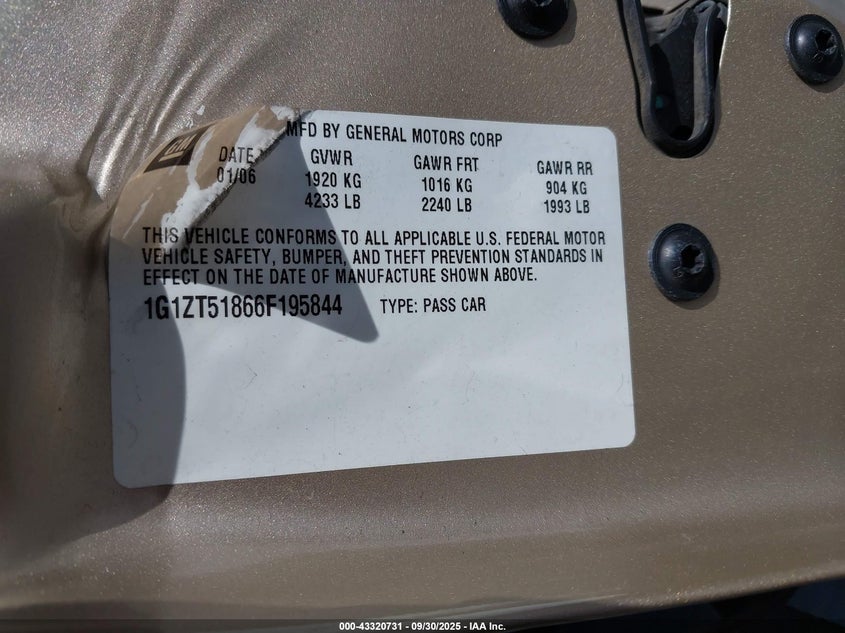 GM
MFD BY GENERAL MOTORS CORP
DATE GVWR GAWR FRT GAWR RR
01/06 1920 KG 1016 KG 904 KG
4233 LB 2240 LB 1993 LB
THIS VEHICLE CONFORMS TO ALL APPLICABLE U.S. FEDERAL MOTOR
VEHICLE SAFETY, BUMPER, AND THEFT PREVENTION STANDARDS IN
EFFECT ON THE DATE OF MANUFACTURE SHOWN ABOVE.
1G1ZT51866F195844 TYPE: PASS CAR
000-43320731 - 09/30/2025 - IAA Inc.